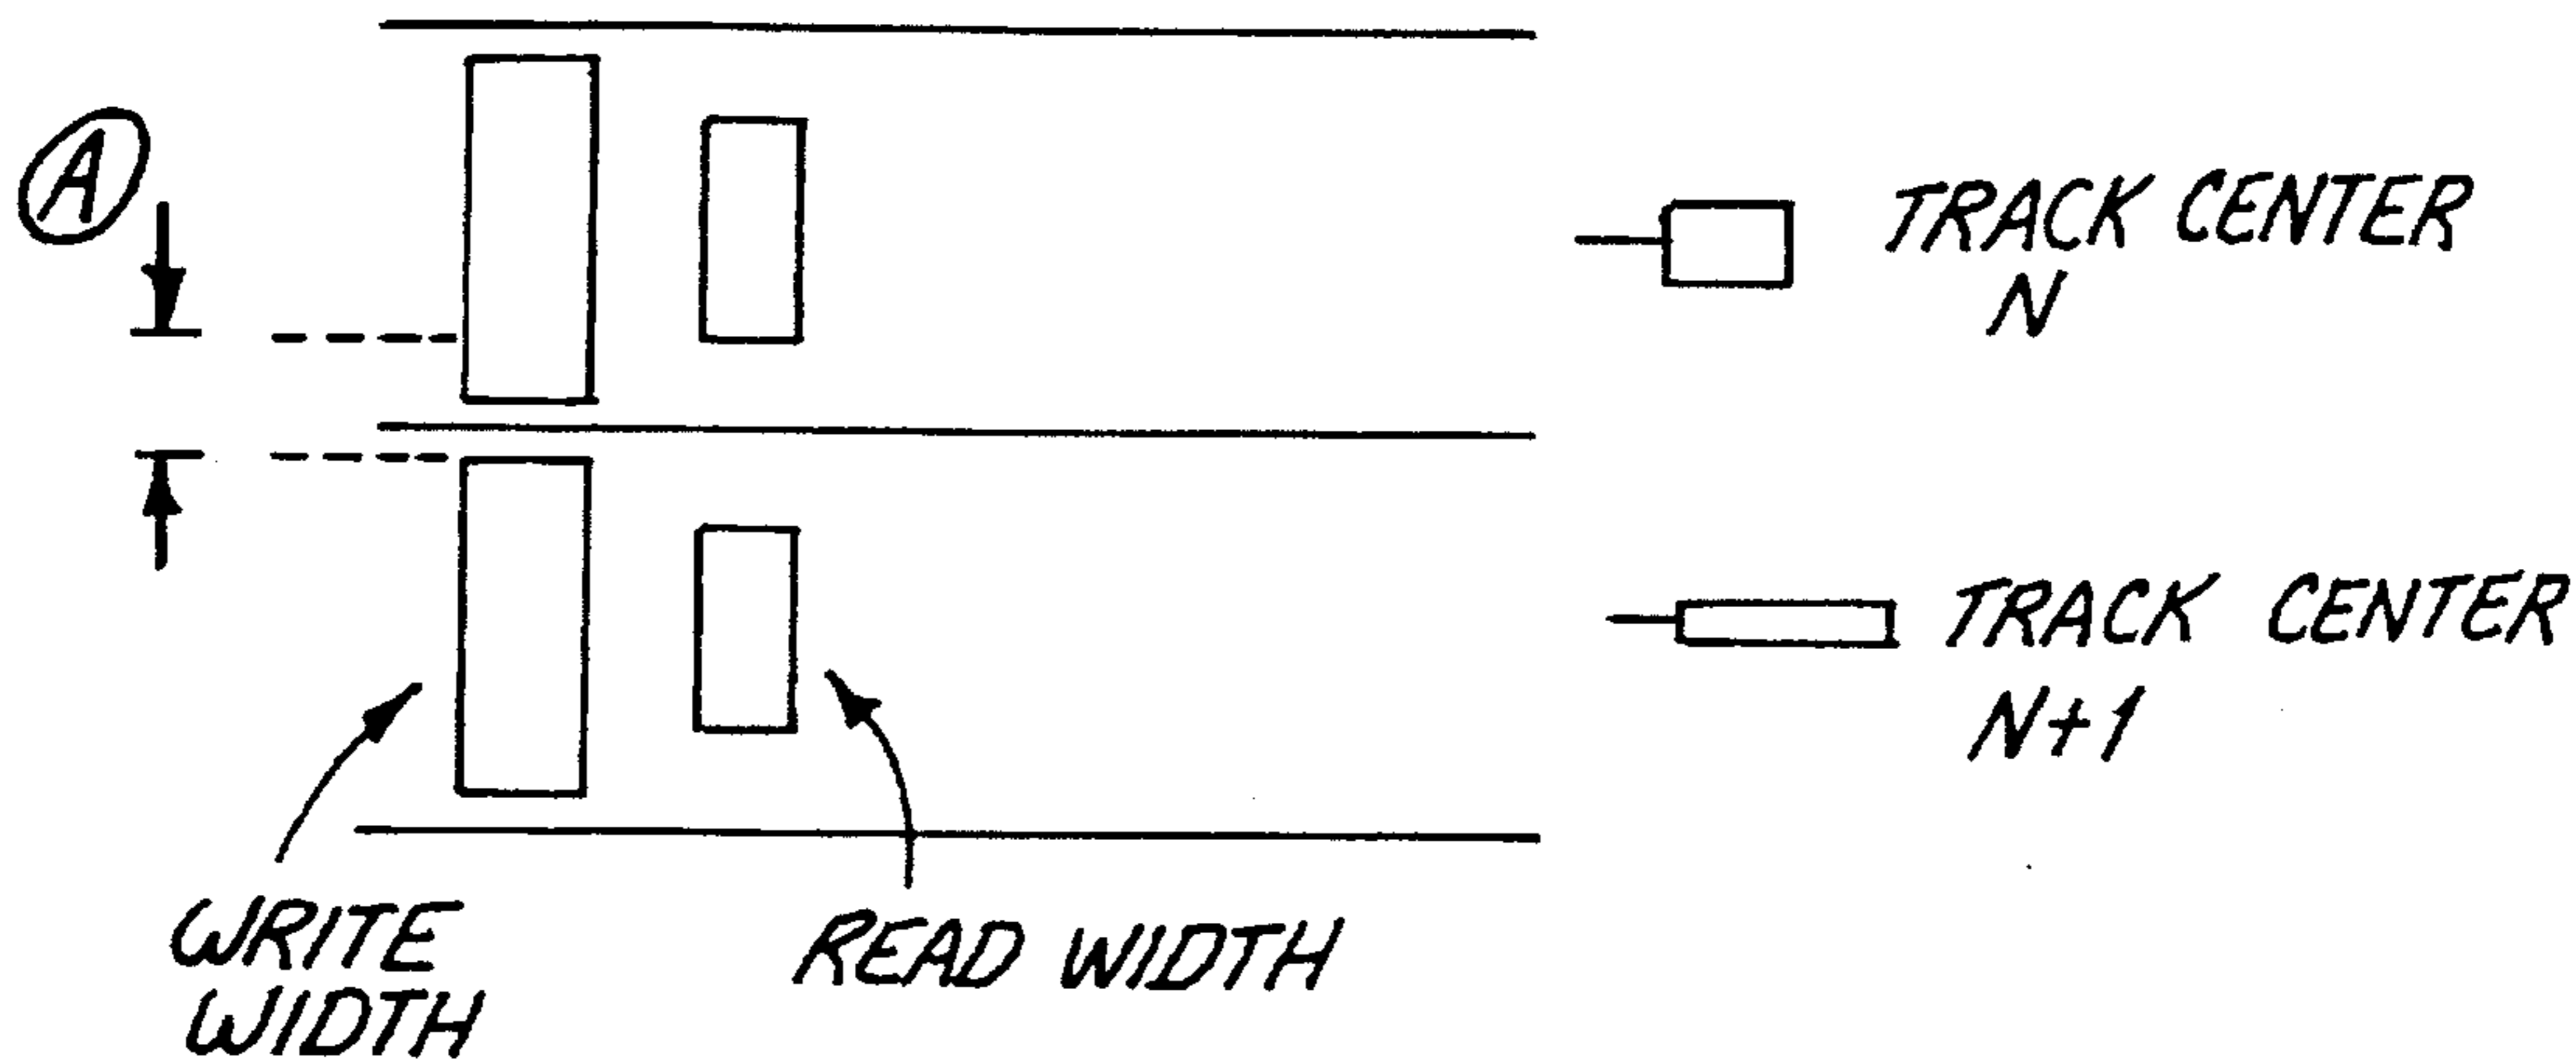 A
TRACK CENTER
N
TRACK CENTER
N+1
WRITE
WIDTH
READ WIDTH